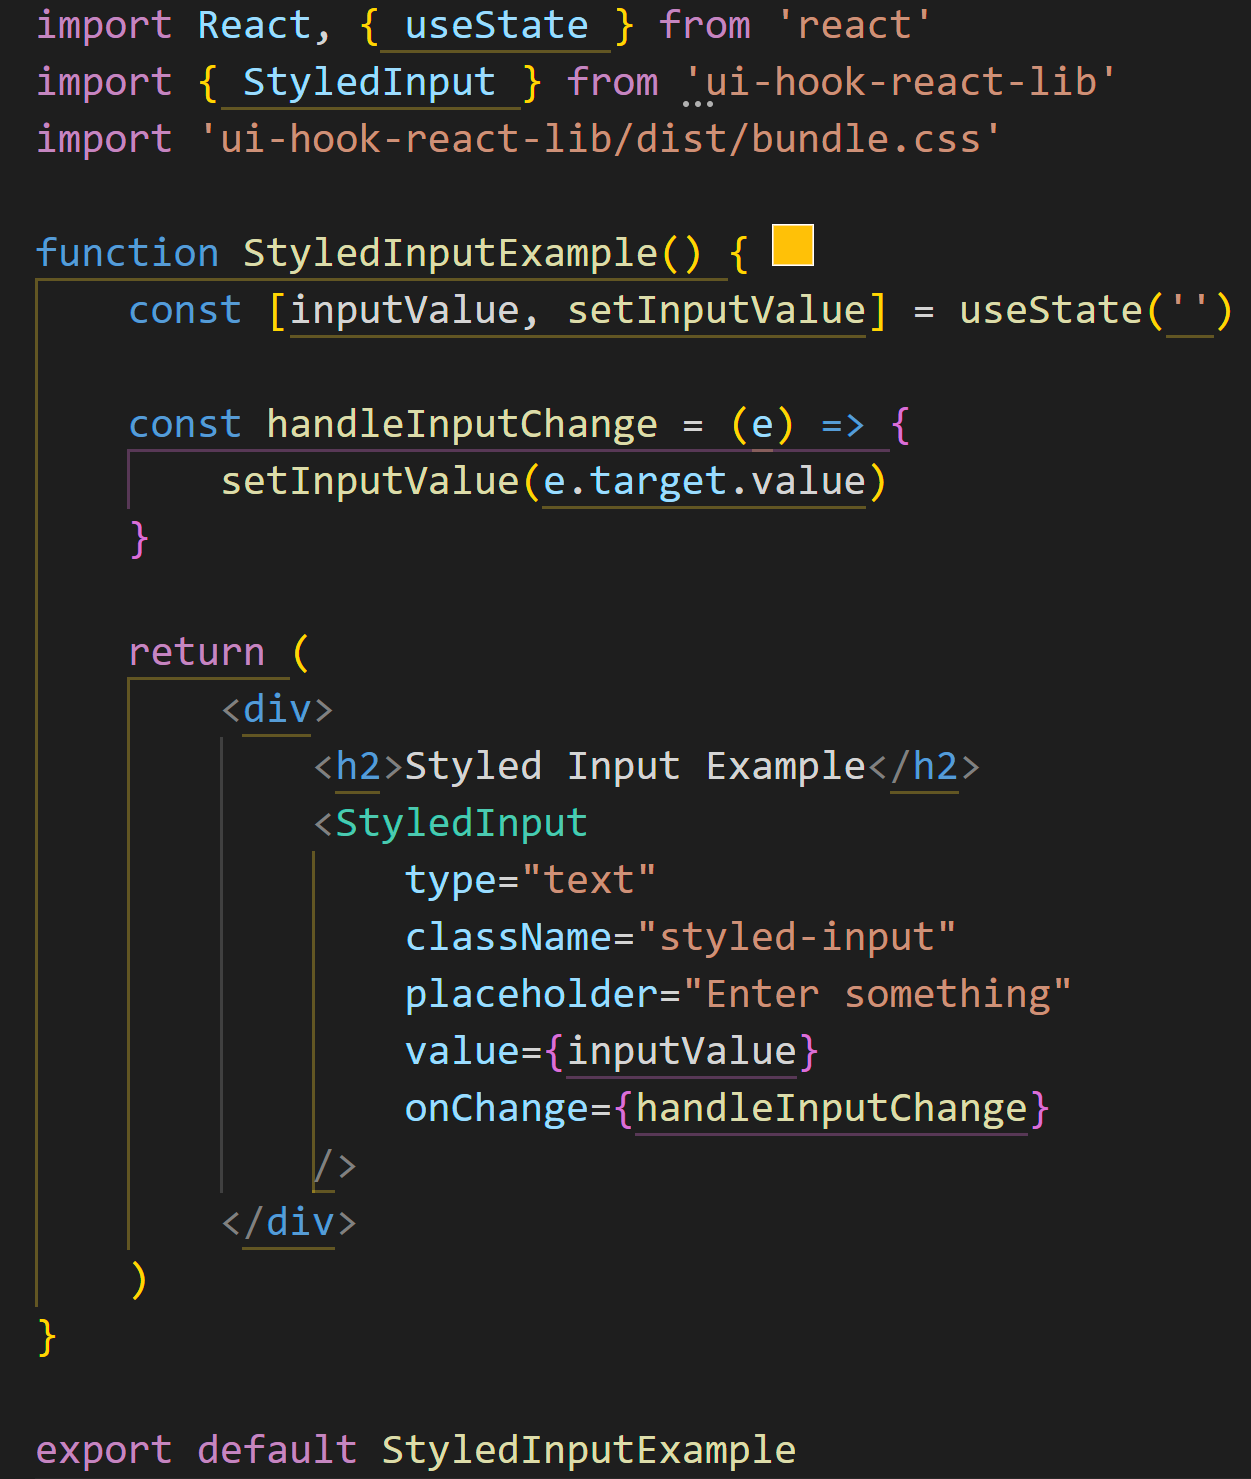 import React, { useState } from 'react'
import { StyledInput } from 'ui-hook-react-lib'
import 'ui-hook-react-lib/dist/bundle.css'

function StyledInputExample() {
    const [inputValue, setInputValue] = useState('')

    const handleInputChange = (e) => {
        setInputValue(e.target.value)
    }

    return (
        <div>
            <h2>Styled Input Example</h2>
            <StyledInput
                type="text"
                className="styled-input"
                placeholder="Enter something"
                value={inputValue}
                onChange={handleInputChange}
            />
        </div>
    )
}

export default StyledInputExample